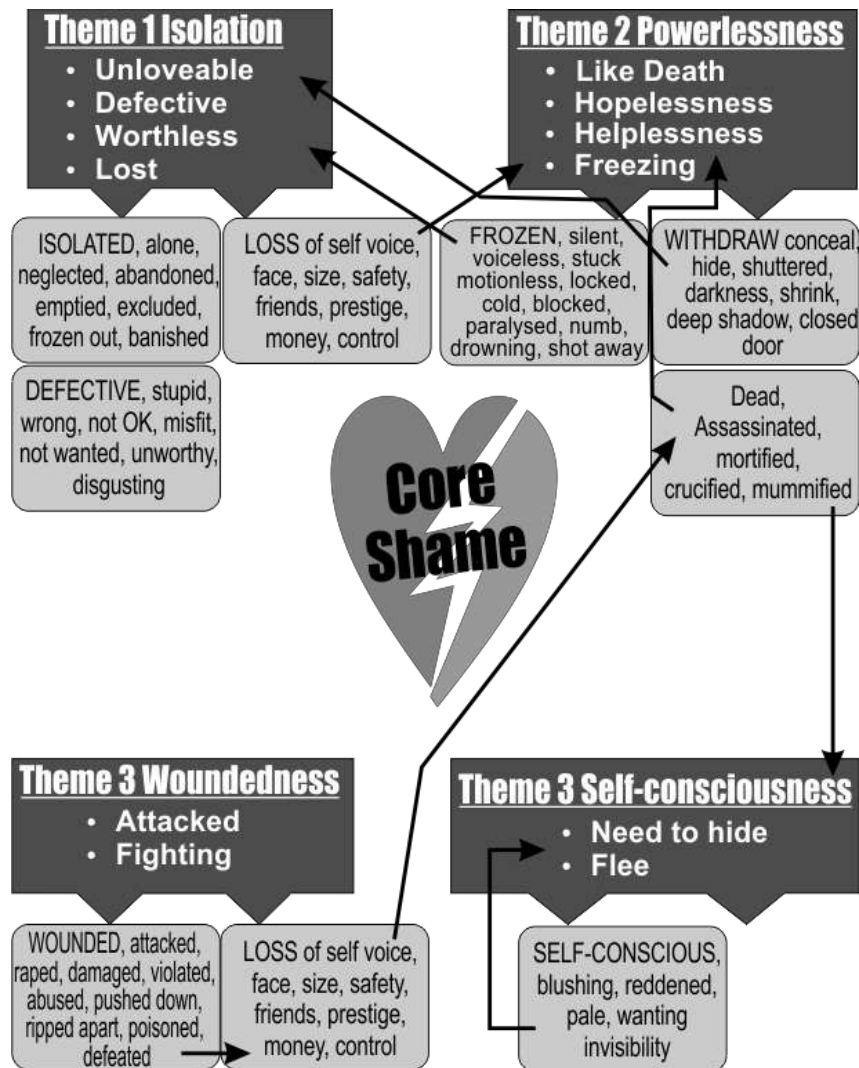 Theme 1 Isolation
• Unloveable
• Defective
• Worthless
• Lost
ISOLATED, alone,
neglected, abandoned,
emptied, excluded,
frozen out, banished
LOSS of self voice,
face, size, safety,
friends, prestige,
money, control
DEFECTIVE, stupid,
wrong, not OK, misfit,
not wanted, unworthy,
disgusting
Theme 2 Powerlessness
• Like Death
• Hopelessness
• Helplessness
• Freezing
FROZEN, silent,
voiceless, stuck
motionless, locked,
cold, blocked,
paralysed, numb,
drowning, shot away
WITHDRAW conceal,
hide, shuttered,
darkness, shrink,
deep shadow, closed
door
Dead,
Assassinated,
mortified,
crucified, mummified
Core
Shame
Theme 3 Woundedness
• Attacked
• Fighting
WOUNDED, attacked,
raped, damaged, violated,
abused, pushed down,
ripped apart, poisoned,
defeated
LOSS of self voice,
face, size, safety,
friends, prestige,
money, control
Theme 3 Self-consciousness
• Need to hide
• Flee
SELF-CONSCIOUS,
blushing, reddened,
pale, wanting
invisibility